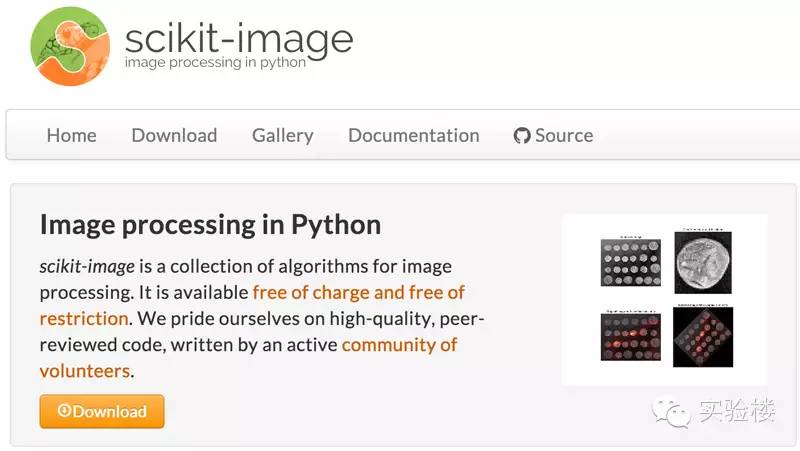 scikit-image
image processing in python
Home Download Gallery Documentation Source
Image processing in Python
scikit-image is a collection of algorithms for image
processing. It is available free of charge and free of
restriction. We pride ourselves on high-quality, peer-
reviewed code, written by an active community of
volunteers.
Download
实验楼